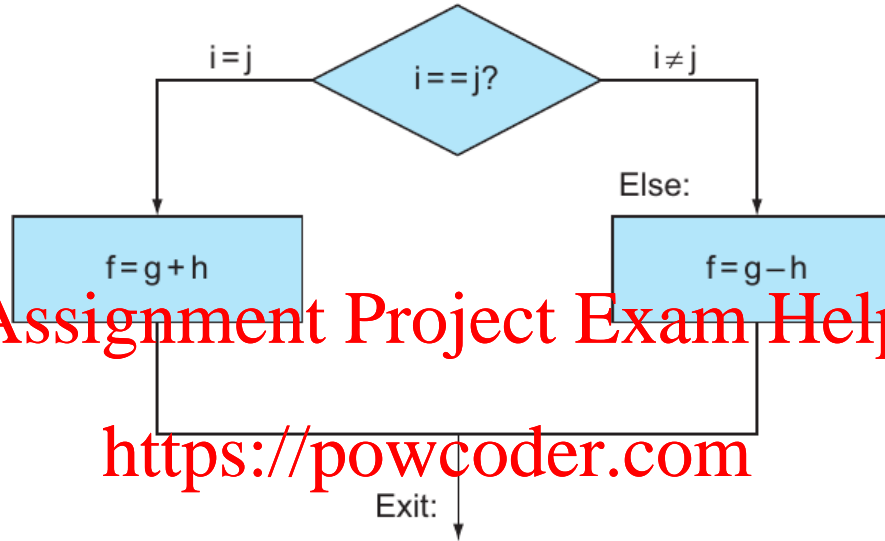 i = j
i == j?
i ≠ j
Else:
f = g + h
f = g – h
Assignment Project Exam Help
https://powcoder.com
Exit: